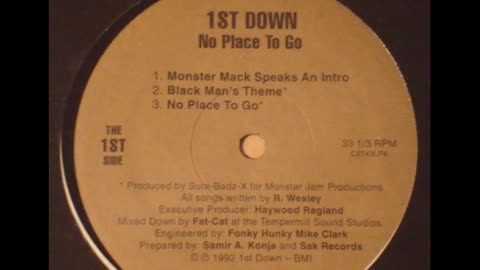 1ST DOWN
No Place To Go
1. Monster Mack Speaks An Intro
2. Black Man's Theme*
3. No Place To Go*
THE
1ST
SIDE
33 1/3 RPM
* Produced by Sure-Badz-X for Monster Jam Productions.
All songs written by R. Wesley
Executive Producer: Haywood Ragland
Mixed Down by Fat-Cat at the Tempermill Sound Studios.
Engineered by: Fonky Hunky Mike Clark
Prepared by: Samir A. Konja and Sak Records
© ℗ 1992 1st Down – BMI